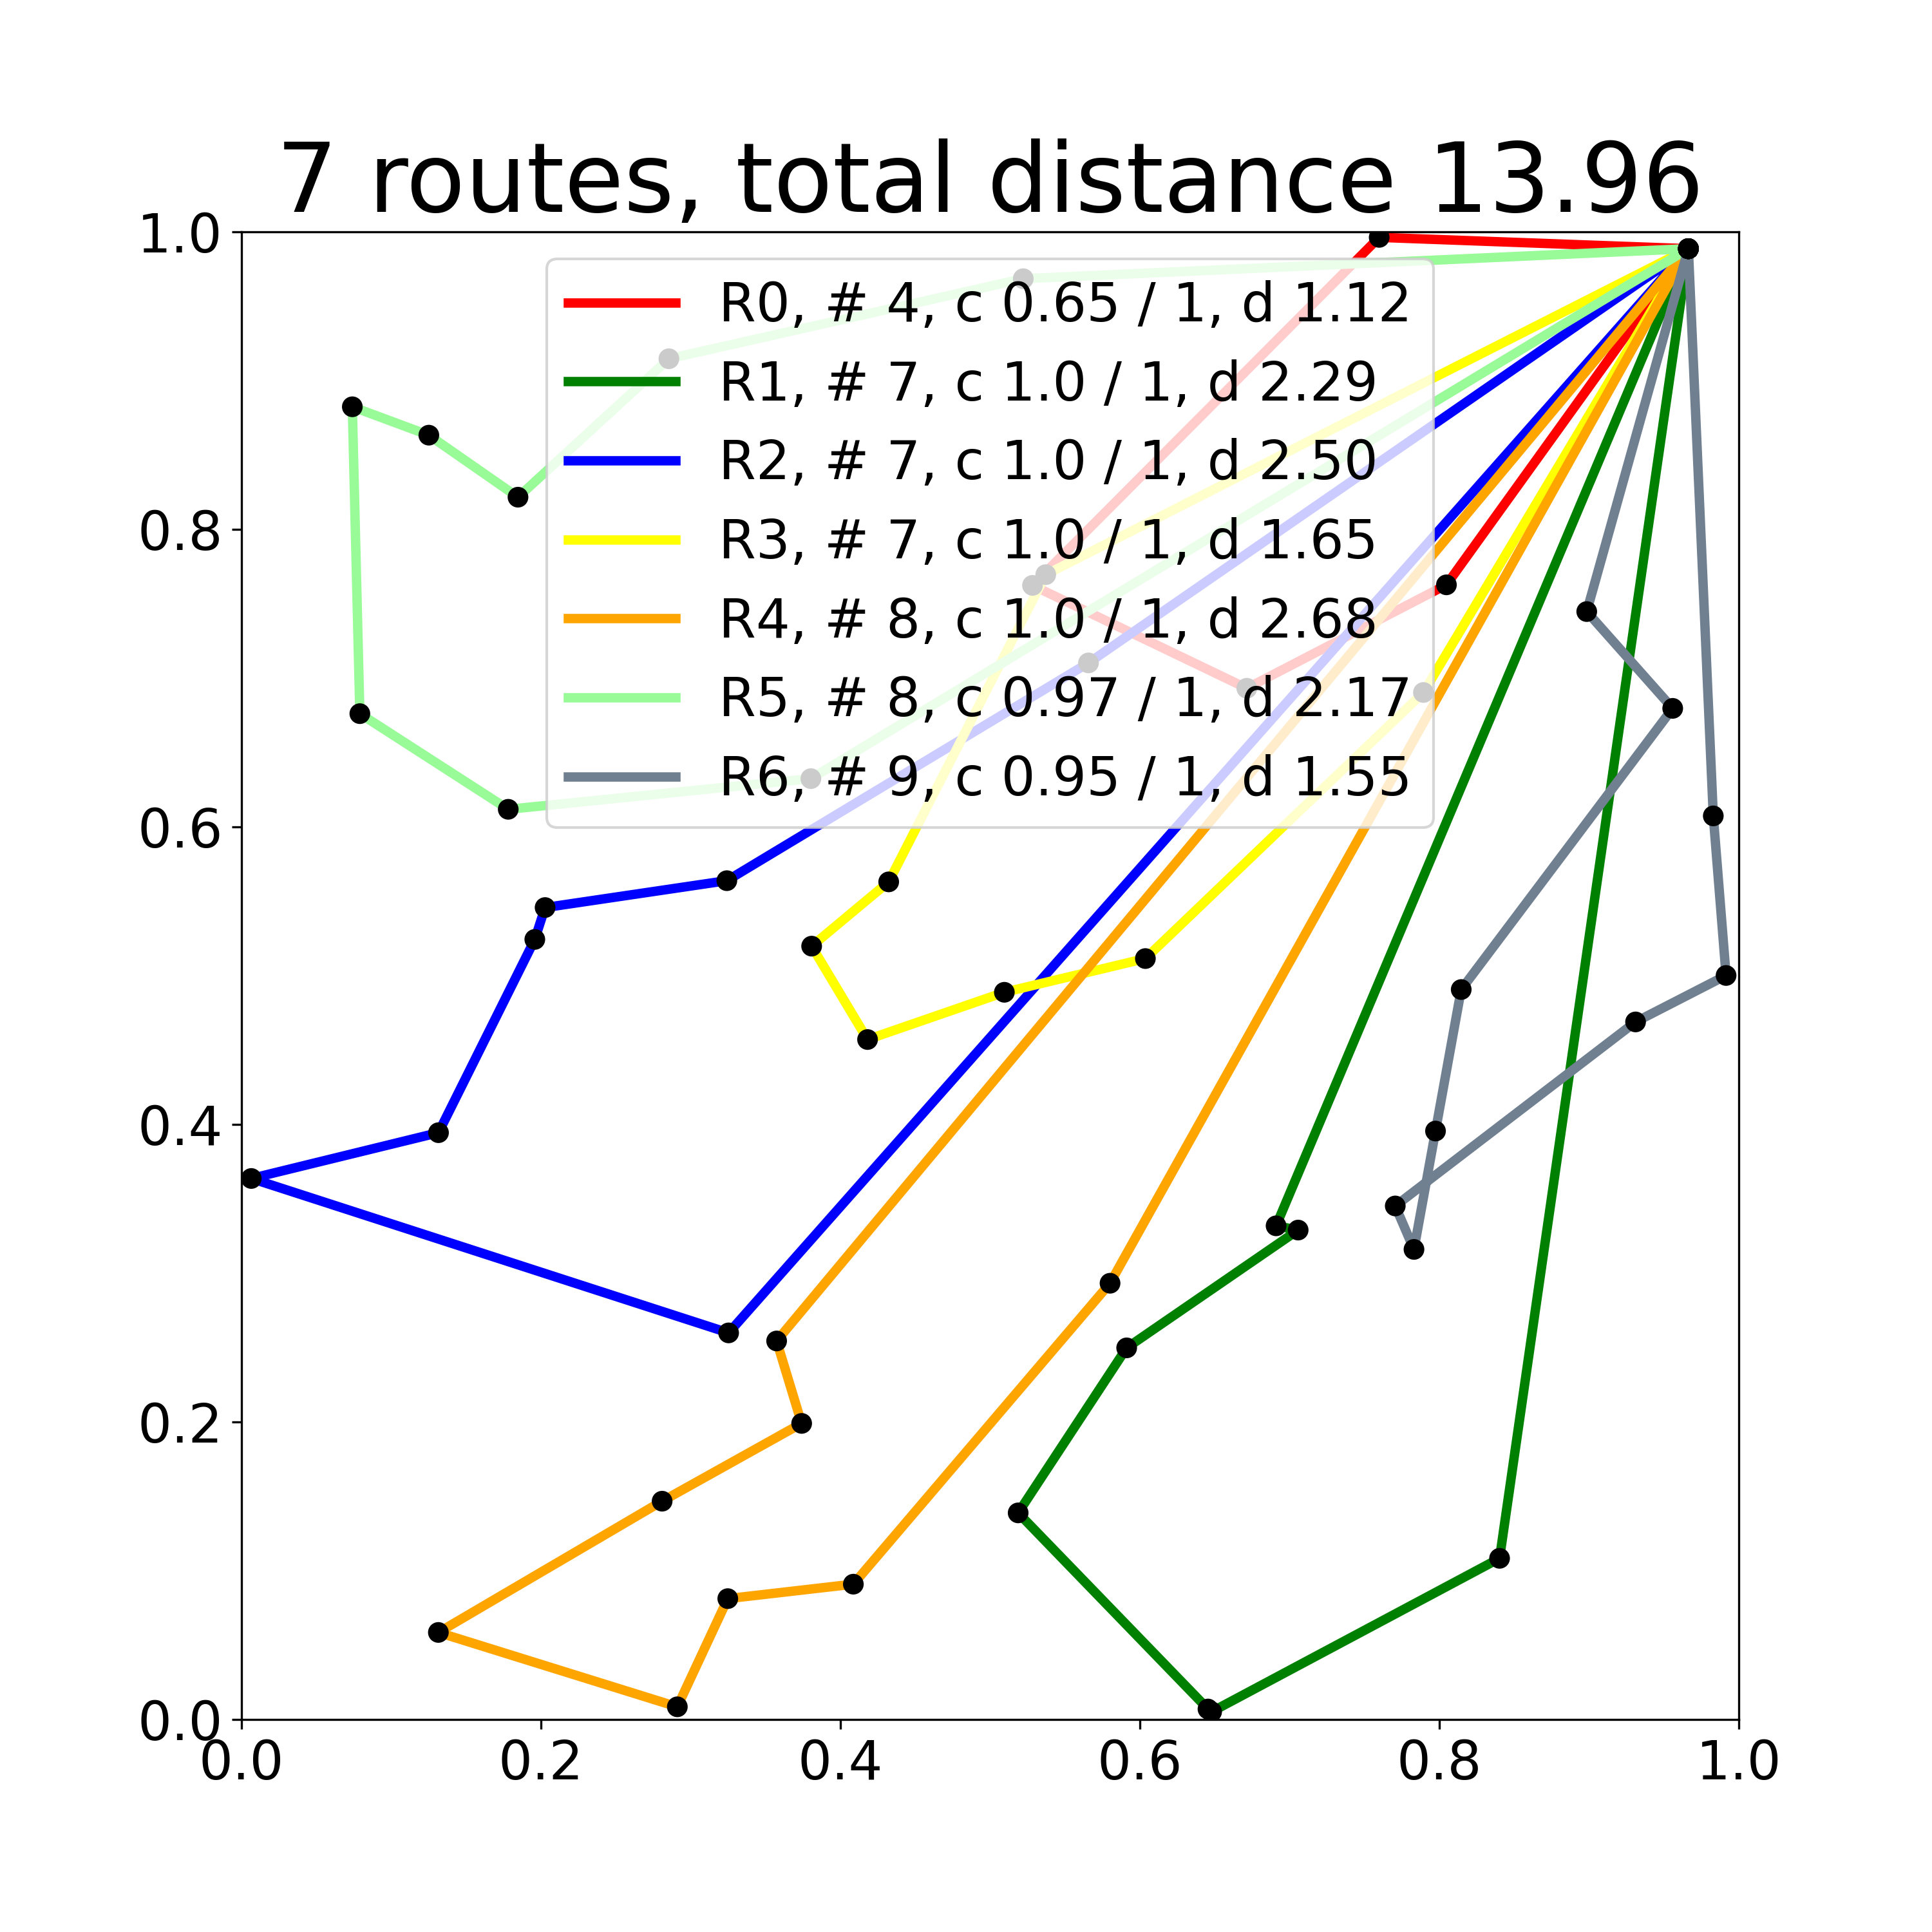 7 routes, total distance 13.96
1.0
R0, # 4, c 0.65 / 1, d 1.12
R1, # 7, c 1.0 / 1, d 2.29
R2, # 7, c 1.0 / 1, d 2.50
0.8
R3, # 7, c 1.0 / 1, d 1.65
R4, # 8, c 1.0 / 1, d 2.68
R5, # 8, c 0.97 / 1, d 2.17
R6, # 9, c 0.95 / 1, d 1.55
0.6
0.4
0.2
0.0
0.0 0.2 0.4 0.6 0.8 1.0